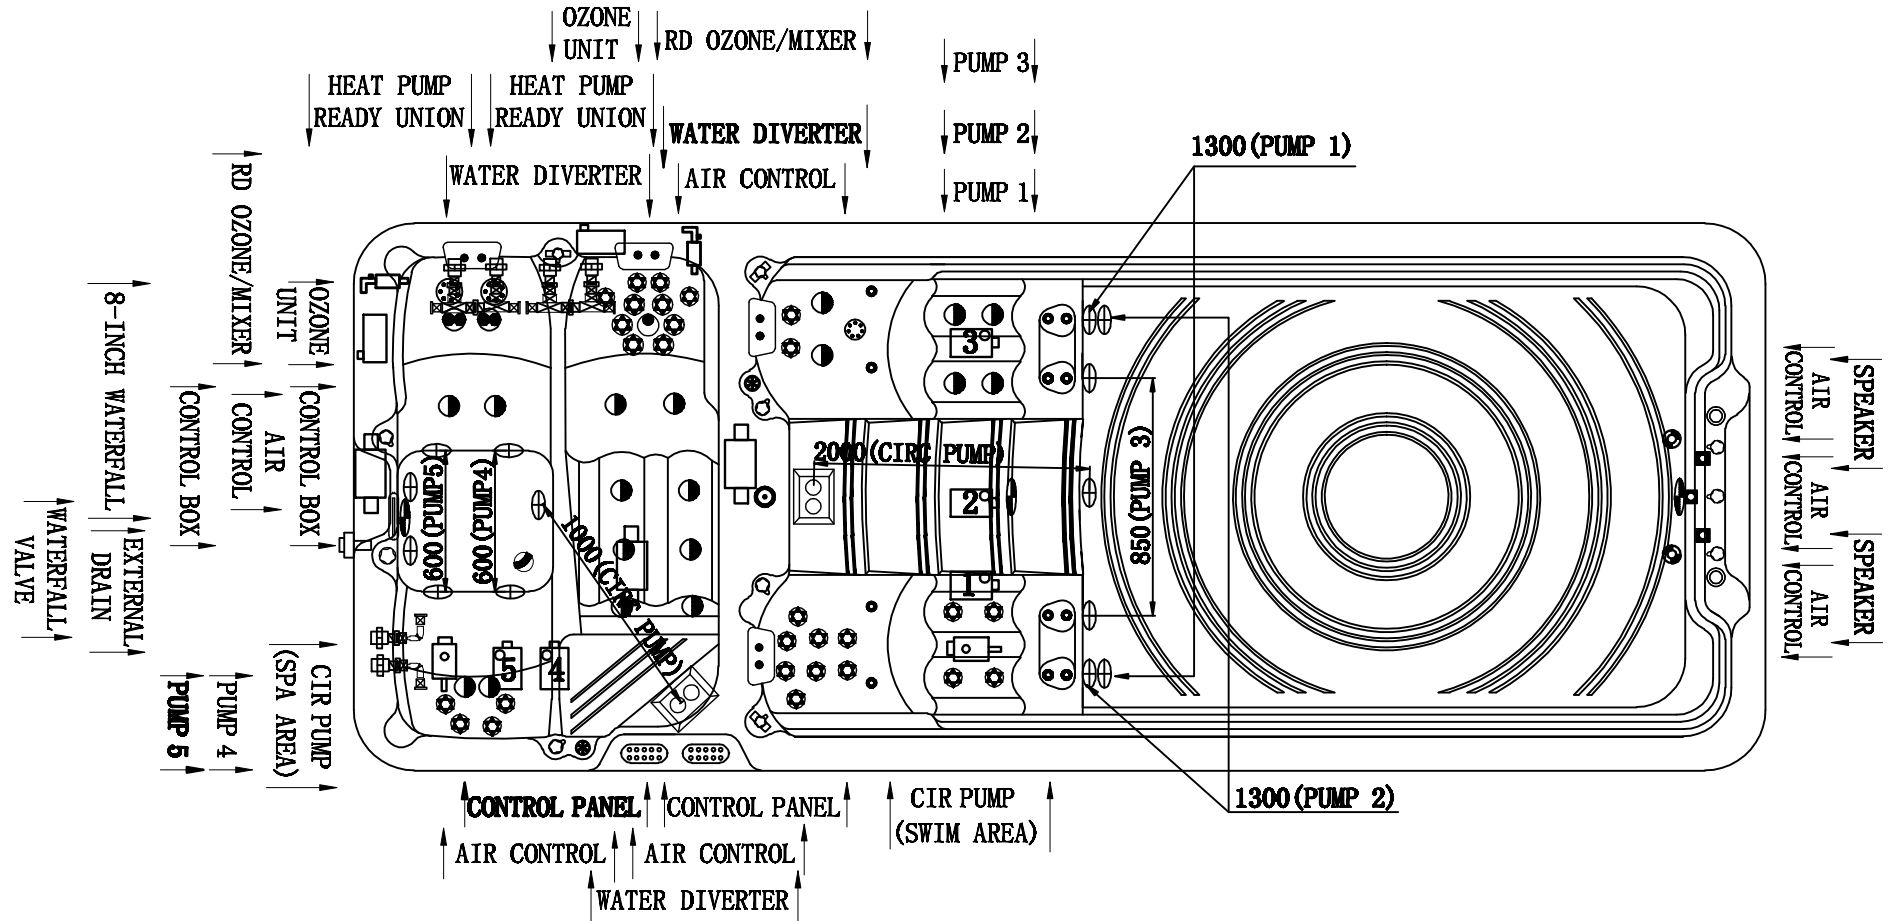 OZONE
UNIT
RD OZONE/MIXER
PUMP 3
HEAT PUMP
READY UNION
HEAT PUMP
READY UNION
WATER DIVERTER
PUMP 2
1300(PUMP 1)
WATER DIVERTER
AIR CONTROL
PUMP 1
RD OZONE/MIXER
OZONE
UNIT
8-INCH WATERFALL
CONTROL BOX
AIR
CONTROL
CONTROL BOX
WATERFALL
VALVE
EXTERNAL
DRAIN
CIR PUMP
(SPA AREA)
PUMP 4
PUMP 5
600(PUMP5)
600(PUMP4)
1000(CIRC PUMP)
5
4
2000(CIRC PUMP)
3
2
1
850(PUMP 3)
SPEAKER
AIR
CONTROL
AIR
CONTROL
SPEAKER
AIR
CONTROL
CONTROL PANEL
CONTROL PANEL
CIR PUMP
(SWIM AREA)
1300(PUMP 2)
AIR CONTROL
AIR CONTROL
WATER DIVERTER